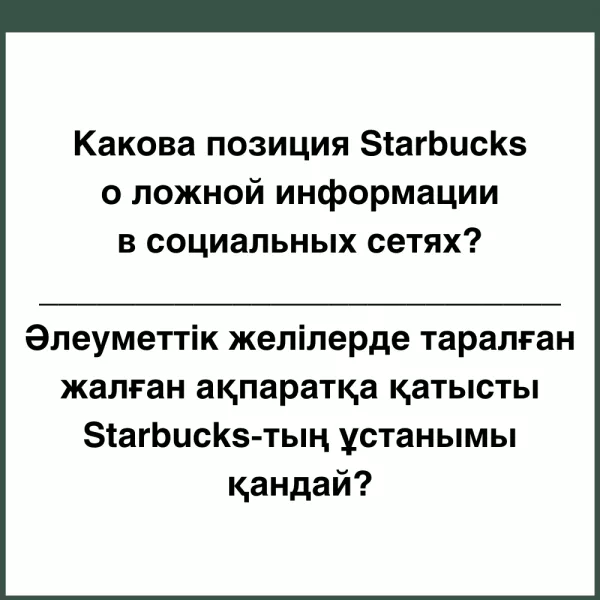 Какова позиция Starbucks
о ложной информации
в социальных сетях?
Әлеуметтік желілерде таралған
жалған ақпаратқа қатысты
Starbucks-тың ұстанымы
қандай?